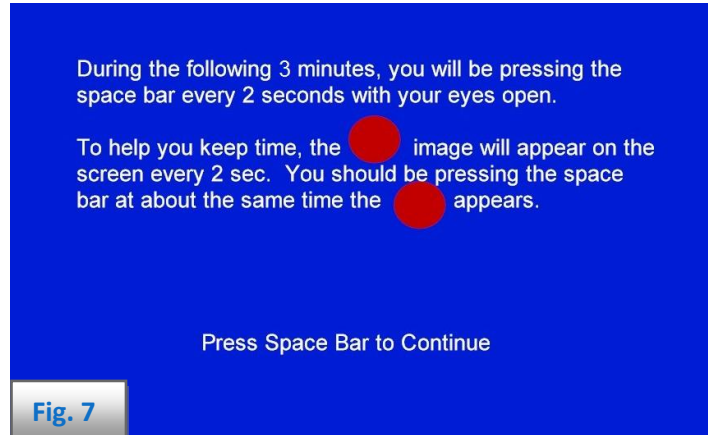 During the following 3 minutes, you will be pressing the
space bar every 2 seconds with your eyes open.
To help you keep time, the image will appear on the
screen every 2 sec. You should be pressing the space
bar at about the same time the appears.
Press Space Bar to Continue
Fig. 7